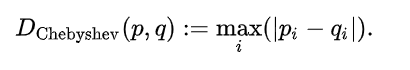 D_Chebyshev(p, q) := max_i(|p_i − q_i|).